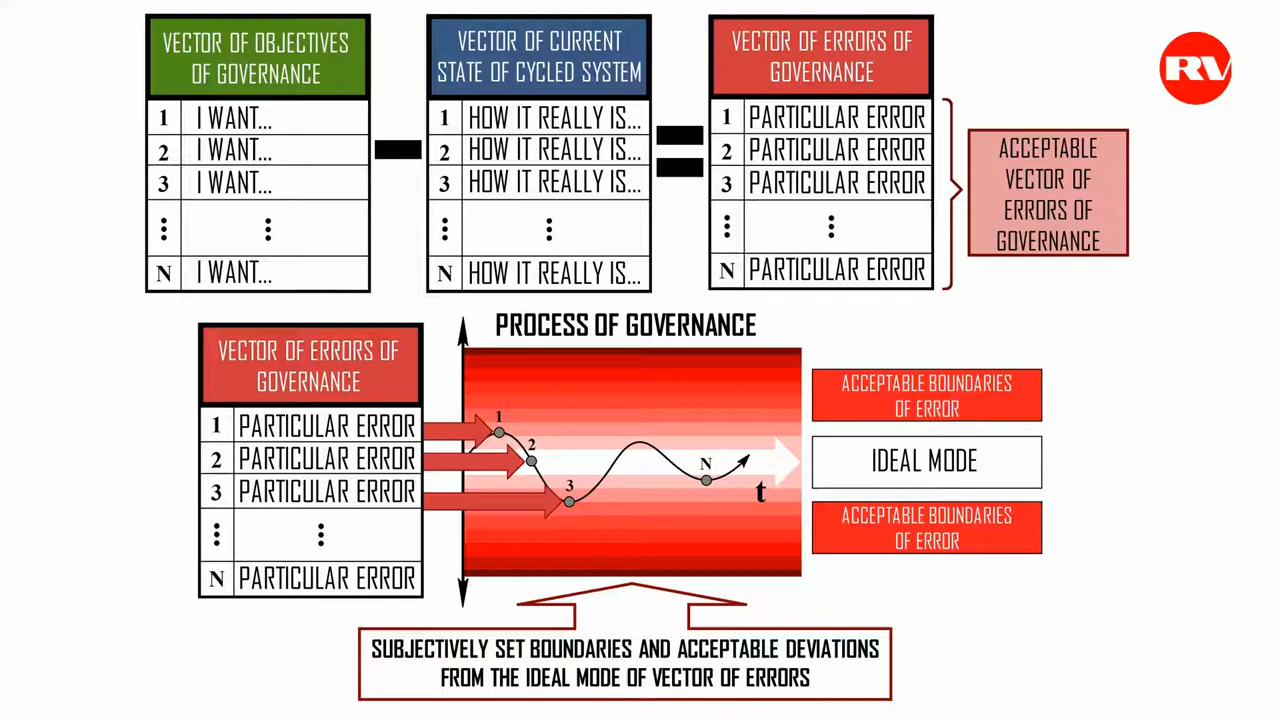 VECTOR OF OBJECTIVES
OF GOVERNANCE
1 I WANT...
2 I WANT...
3 I WANT...
⋮ ⋮
N I WANT...
VECTOR OF CURRENT
STATE OF CYCLED SYSTEM
1 HOW IT REALLY IS...
2 HOW IT REALLY IS...
3 HOW IT REALLY IS...
⋮ ⋮
N HOW IT REALLY IS...
VECTOR OF ERRORS OF
GOVERNANCE
1 PARTICULAR ERROR
2 PARTICULAR ERROR
3 PARTICULAR ERROR
⋮ ⋮
N PARTICULAR ERROR
ACCEPTABLE
VECTOR OF
ERRORS OF
GOVERNANCE
RV
VECTOR OF ERRORS OF
GOVERNANCE
1 PARTICULAR ERROR
2 PARTICULAR ERROR
3 PARTICULAR ERROR
⋮ ⋮
N PARTICULAR ERROR
PROCESS OF GOVERNANCE
1
2
3
N
t
ACCEPTABLE BOUNDARIES
OF ERROR
IDEAL MODE
ACCEPTABLE BOUNDARIES
OF ERROR
SUBJECTIVELY SET BOUNDARIES AND ACCEPTABLE DEVIATIONS
FROM THE IDEAL MODE OF VECTOR OF ERRORS